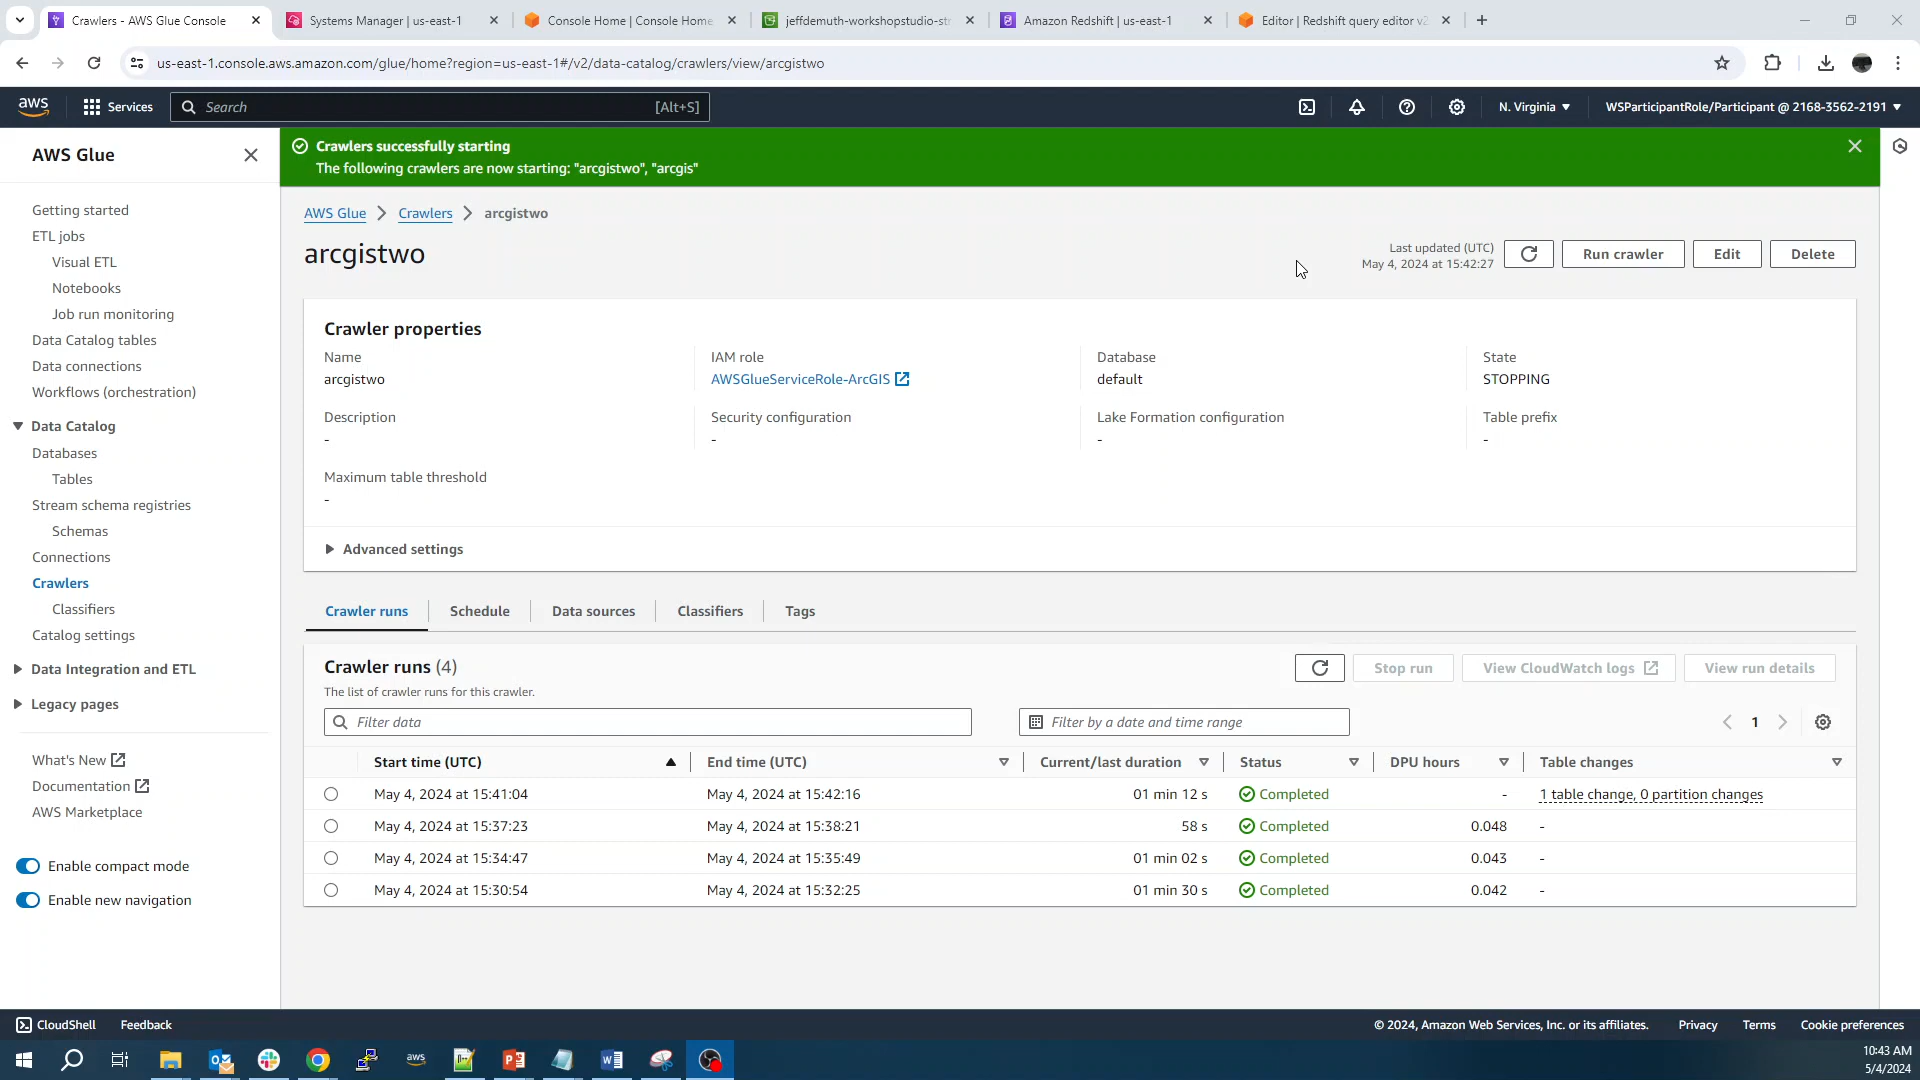 Crawlers - AWS Glue Console
Systems Manager | us-east-1
Console Home | Console Home
jeffdemuth-workshopstudio-str
Amazon Redshift | us-east-1
Editor | Redshift query editor v2
us-east-1.console.aws.amazon.com/glue/home?region=us-east-1#/v2/data-catalog/crawlers/view/arcgistwo
aws
Services
Search
[Alt+S]
N. Virginia
WSParticipantRole/Participant @ 2168-3562-2191
AWS Glue
Getting started
ETL jobs
Visual ETL
Notebooks
Job run monitoring
Data Catalog tables
Data connections
Workflows (orchestration)
Data Catalog
Databases
Tables
Stream schema registries
Schemas
Connections
Crawlers
Classifiers
Catalog settings
Data Integration and ETL
Legacy pages
What's New
Documentation
AWS Marketplace
Enable compact mode
Enable new navigation
Crawlers successfully starting
The following crawlers are now starting: "arcgistwo", "arcgis"
AWS Glue > Crawlers > arcgistwo
arcgistwo
Last updated (UTC)
May 4, 2024 at 15:42:27
Run crawler
Edit
Delete
Crawler properties
Name
arcgistwo
IAM role
AWSGlueServiceRole-ArcGIS
Database
default
State
STOPPING
Description
-
Security configuration
-
Lake Formation configuration
-
Table prefix
-
Maximum table threshold
-
Advanced settings
Crawler runs
Schedule
Data sources
Classifiers
Tags
Crawler runs (4)
The list of crawler runs for this crawler.
Stop run
View CloudWatch logs
View run details
Filter data
Filter by a date and time range
1
Start time (UTC) End time (UTC) Current/last duration Status DPU hours Table changes
May 4, 2024 at 15:41:04 May 4, 2024 at 15:42:16 01 min 12 s Completed - 1 table change, 0 partition changes
May 4, 2024 at 15:37:23 May 4, 2024 at 15:38:21 58 s Completed 0.048 -
May 4, 2024 at 15:34:47 May 4, 2024 at 15:35:49 01 min 02 s Completed 0.043 -
May 4, 2024 at 15:30:54 May 4, 2024 at 15:32:25 01 min 30 s Completed 0.042 -
CloudShell
Feedback
© 2024, Amazon Web Services, Inc. or its affiliates.
Privacy
Terms
Cookie preferences
aws
10:43 AM
5/4/2024